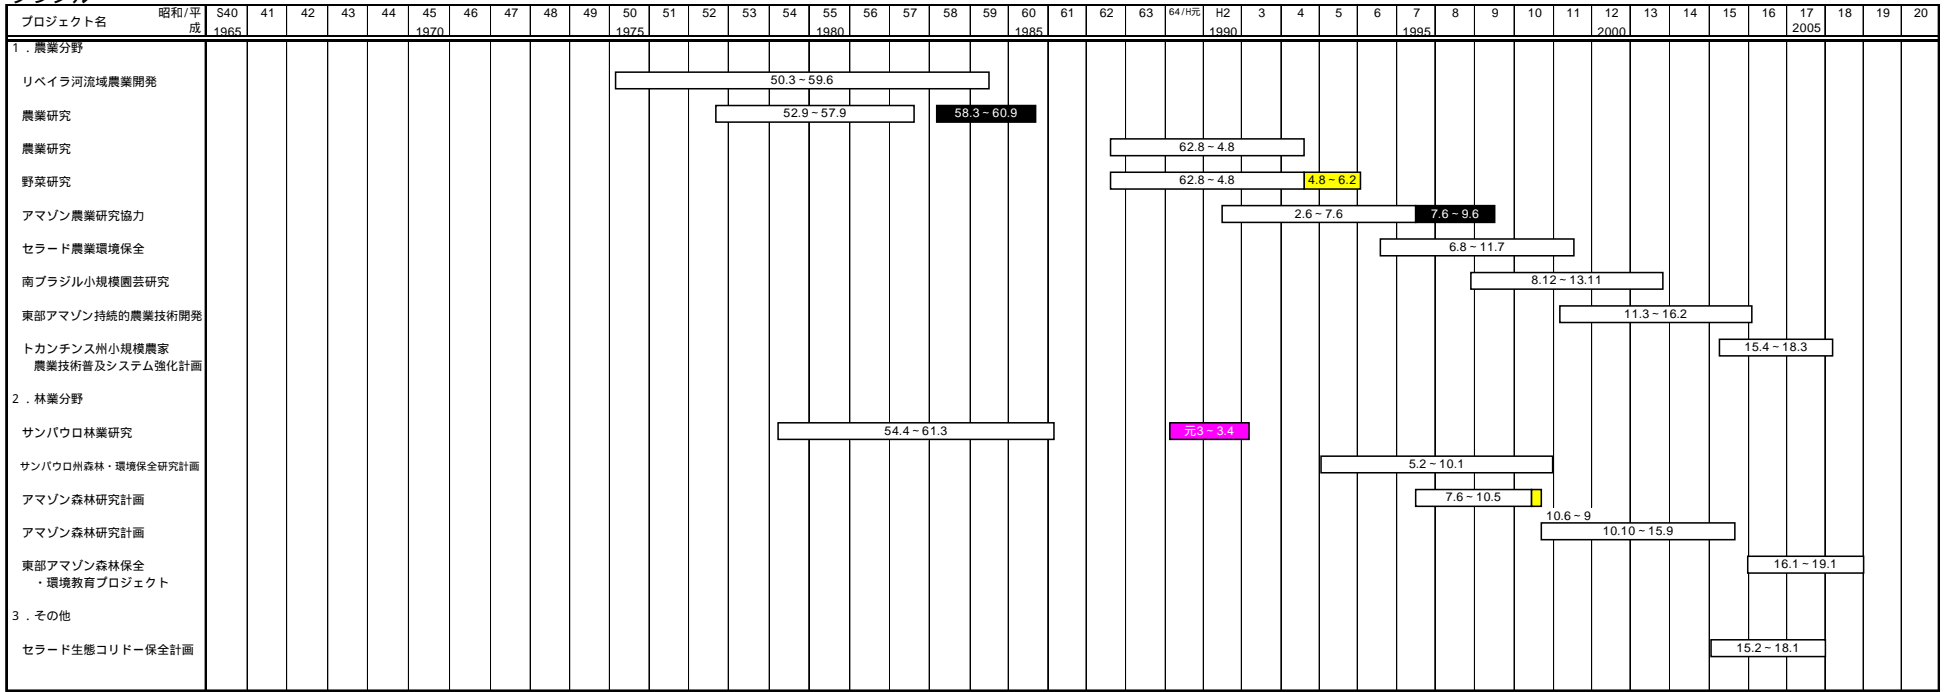 プロジェクト名 昭和/平成 S40 41 42 43 44 45 46 47 48 49 50 51 52 53 54 55 56 57 58 59 60 61 62 63 64/H元 H2 3 4 5 6 7 8 9 10 11 12 13 14 15 16 17 18 19 20
1965 1970 1975 1980 1985 1990 1995 2000 2005
1．農業分野
リベイラ河流域農業開発 50.3～59.6
農業研究 52.9～57.9 58.3～60.9
農業研究 62.8～4.8
野菜研究 62.8～4.8 4.8～6.2
アマゾン農業研究協力 2.6～7.6 7.6～9.6
セラード農業環境保全 6.8～11.7
南ブラジル小規模園芸研究 8.12～13.11
東部アマゾン持続的農業技術開発 11.3～16.2
トカンチンス州小規模農家 15.4～18.3
農業技術普及システム強化計画
2．林業分野
サンパウロ林業研究 54.4～61.3 元3～3.4
サンパウロ州森林・環境保全研究計画 5.2～10.1
アマゾン森林研究計画 7.6～10.5
10.6～9
アマゾン森林研究計画 10.10～15.9
東部アマゾン森林保全 16.1～19.1
・環境教育プロジェクト
3．その他
セラード生態コリドー保全計画 15.2～18.1